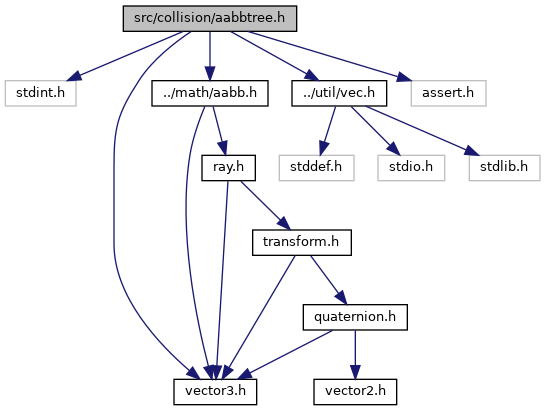 src/collision/aabbtree.h
stdint.h
../math/aabb.h
../util/vec.h
assert.h
ray.h
stddef.h
stdio.h
stdlib.h
transform.h
quaternion.h
vector3.h
vector2.h